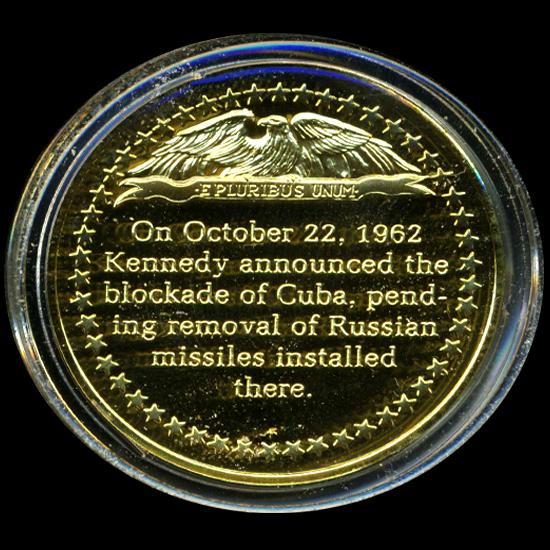 E PLURIBUS UNUM
On October 22, 1962
Kennedy announced the
blockade of Cuba, pend-
ing removal of Russian
missiles installed
there.